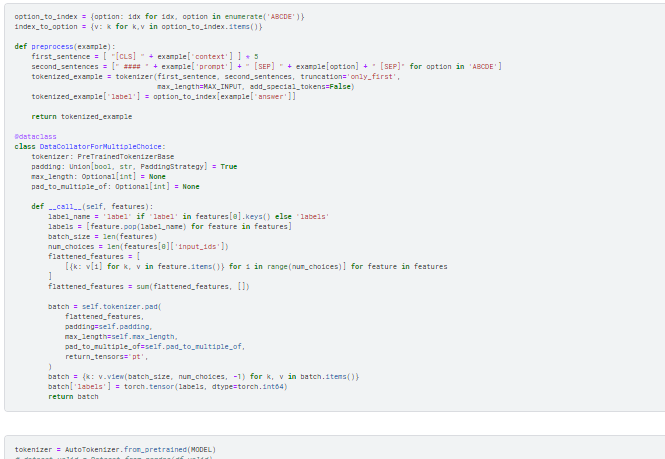 option_to_index = {option: idx for idx, option in enumerate('ABCDE')}
index_to_option = {v: k for k,v in option_to_index.items()}
def preprocess(example):
first_sentence = [ "[CLS] " + example['context'] ] * 5
second_sentences = [" #### " + example['prompt'] + " [SEP] " + example[option] + " [SEP]" for option in 'ABCDE']
tokenized_example = tokenizer(first_sentence, second_sentences, truncation='only_first',
max_length=MAX_INPUT, add_special_tokens=False)
tokenized_example['label'] = option_to_index[example['answer']]
return tokenized_example
@dataclass
class DataCollatorForMultipleChoice:
tokenizer: PreTrainedTokenizerBase
padding: Union[bool, str, PaddingStrategy] = True
max_length: Optional[int] = None
pad_to_multiple_of: Optional[int] = None
def __call__(self, features):
label_name = 'label' if 'label' in features[0].keys() else 'labels'
labels = [feature.pop(label_name) for feature in features]
batch_size = len(features)
num_choices = len(features[0]['input_ids'])
flattened_features = [
[{k: v[i] for k, v in feature.items()} for i in range(num_choices)] for feature in features
]
flattened_features = sum(flattened_features, [])
batch = self.tokenizer.pad(
flattened_features,
padding=self.padding,
max_length=self.max_length,
pad_to_multiple_of=self.pad_to_multiple_of,
return_tensors='pt',
)
batch = {k: v.view(batch_size, num_choices, -1) for k, v in batch.items()}
batch['labels'] = torch.tensor(labels, dtype=torch.int64)
return batch
tokenizer = AutoTokenizer.from_pretrained(MODEL)